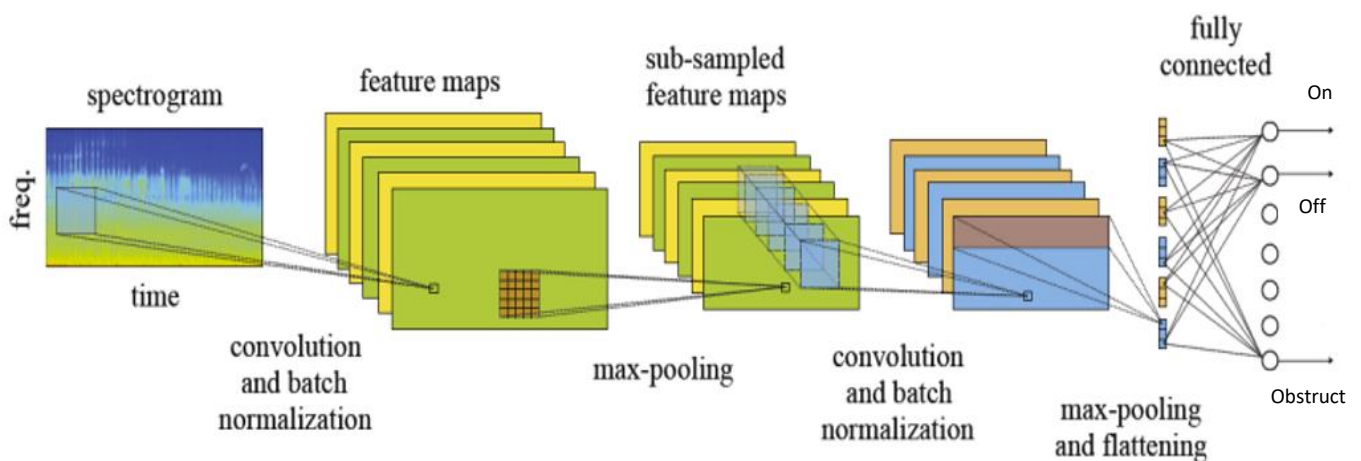 spectrogram
freq.
time
feature maps
convolution
and batch
normalization
sub-sampled
feature maps
max-pooling
convolution
and batch
normalization
max-pooling
and flattening
fully
connected
On
Off
Obstruct